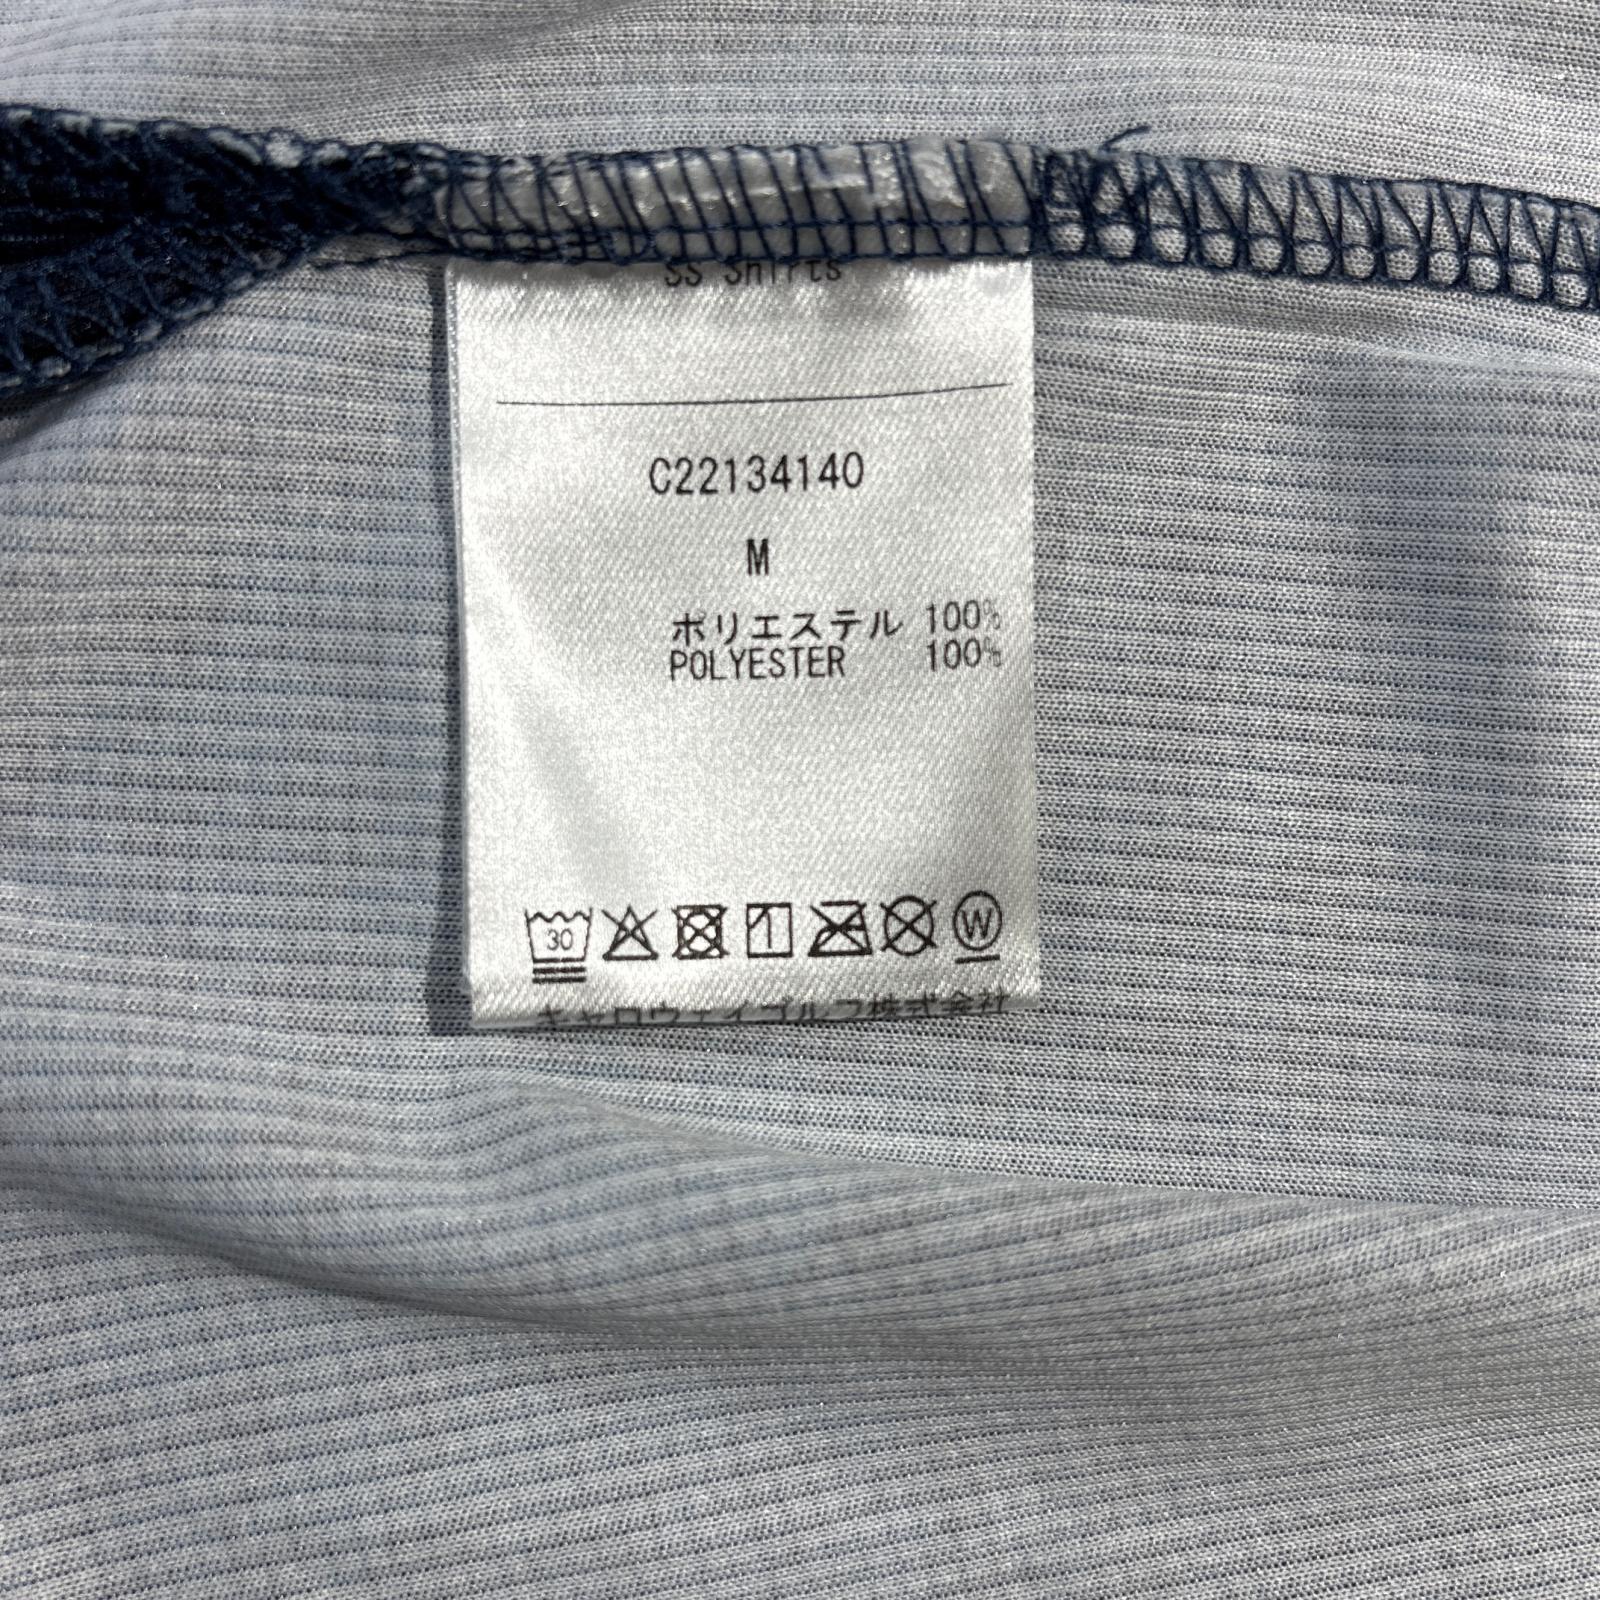 SS Shirts
C22134140
M
ポリエステル 100%
POLYESTER 100%
30 W
キャロウェイゴルフ株式会社